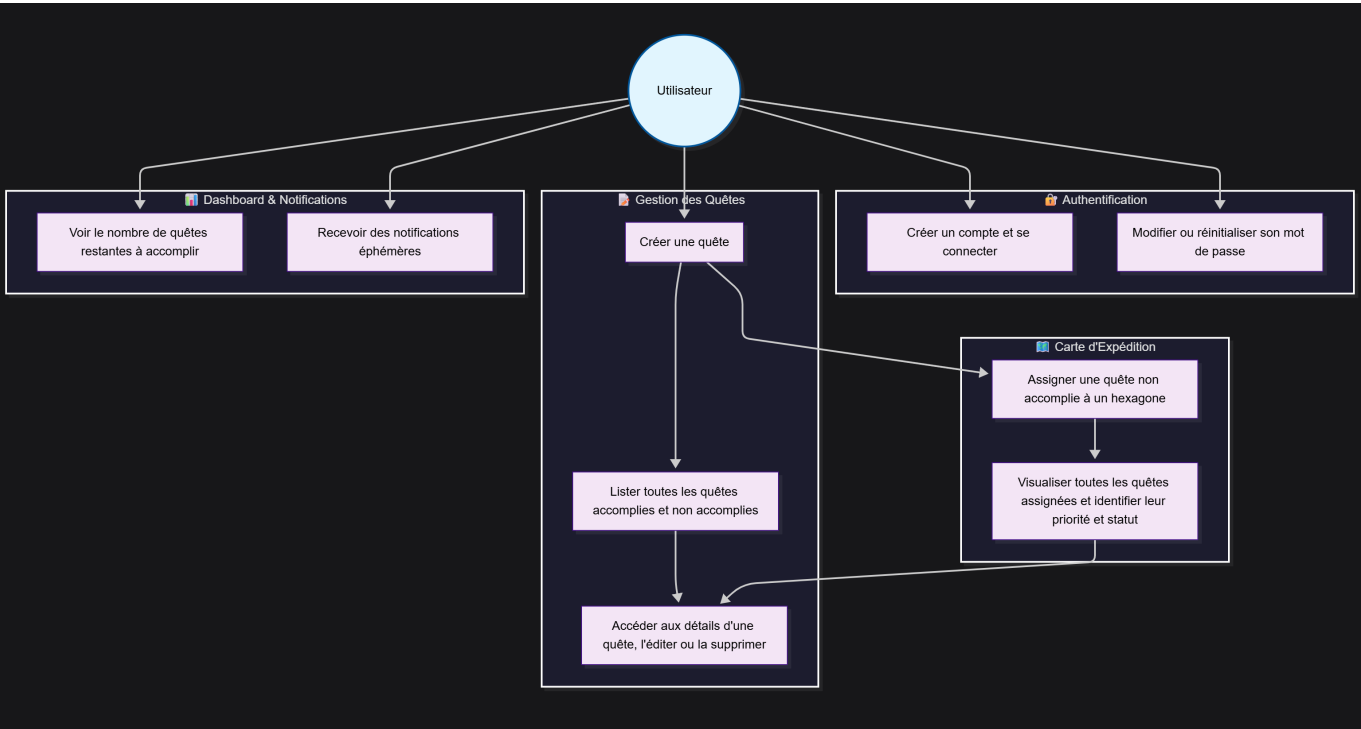 Utilisateur
📊 Dashboard & Notifications
Voir le nombre de quêtes
restantes à accomplir
Recevoir des notifications
éphémères
📝 Gestion des Quêtes
Créer une quête
Lister toutes les quêtes
accomplies et non accomplies
Accéder aux détails d'une
quête, l'éditer ou la supprimer
🔐 Authentification
Créer un compte et se
connecter
Modifier ou réinitialiser son mot
de passe
🗺️ Carte d'Expédition
Assigner une quête non
accomplie à un hexagone
Visualiser toutes les quêtes
assignées et identifier leur
priorité et statut